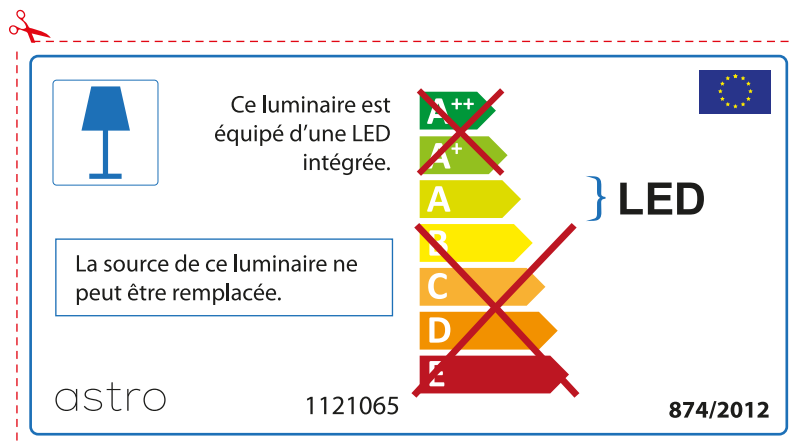 Ce luminaire est
équipé d'une LED
intégrée.
La source de ce luminaire ne
peut être remplacée.
A++
A+
A
B
C
D
E
LED
astro
1121065
874/2012